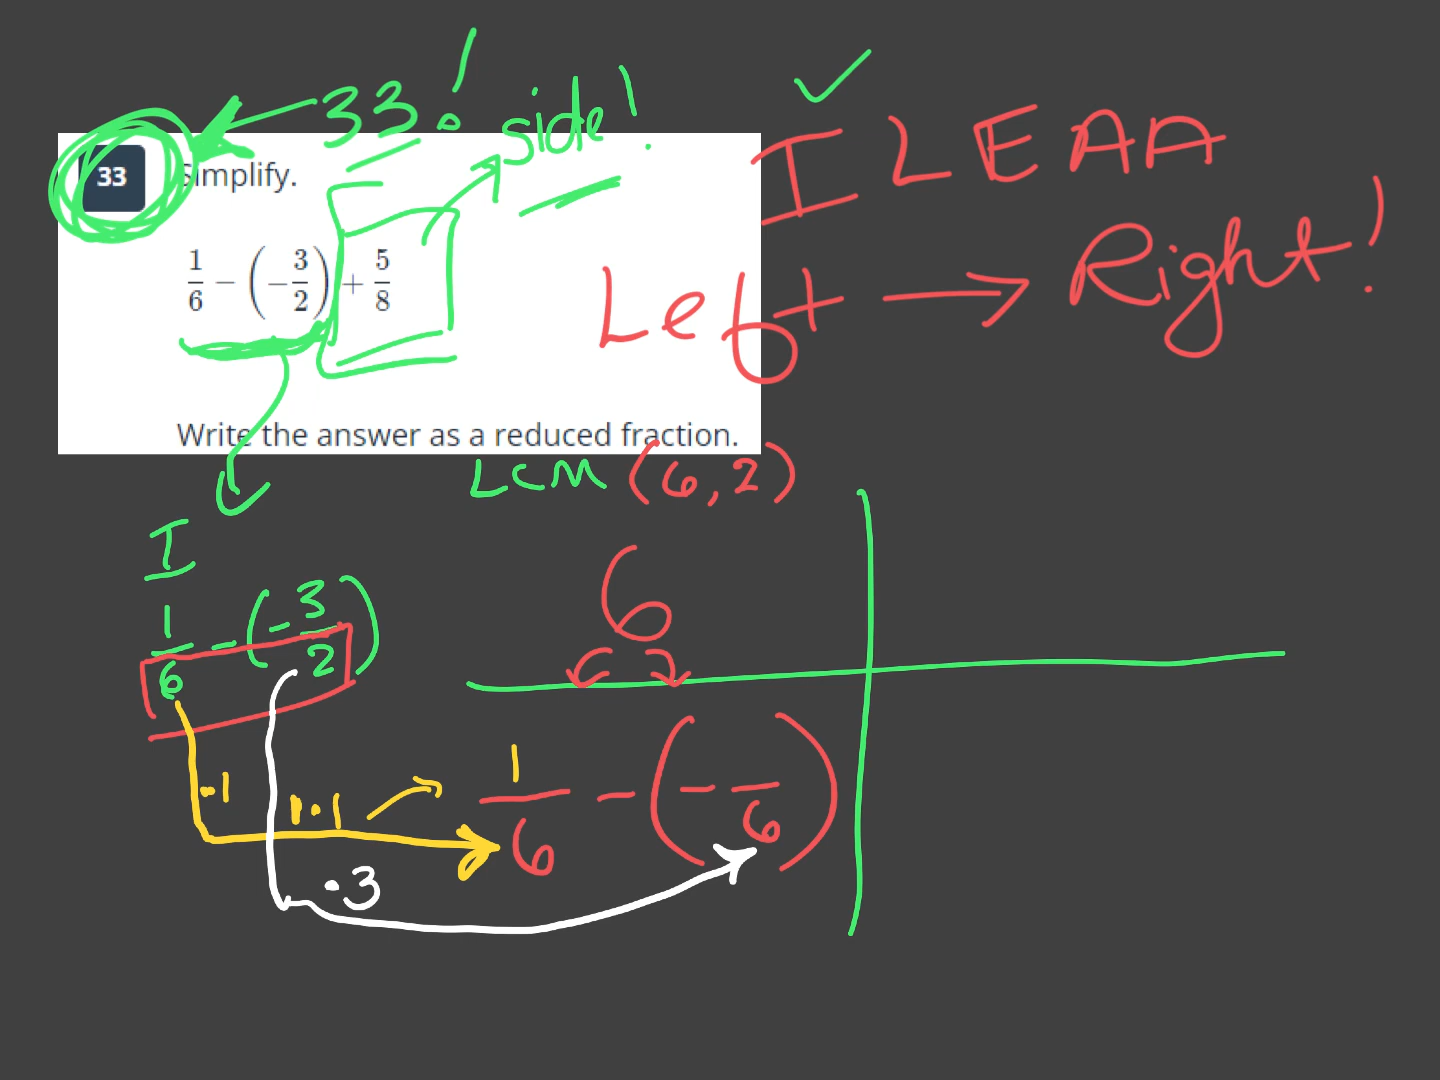 33!
side!
33 Simplify.
I LEAA
1/6 − (−3/2) + 5/8
Left → Right!
Write the answer as a reduced fraction.
LCM (6,2)
I
6
1/6 - (-3/2)
1/6 - (- /6)
.1 1.1
.3